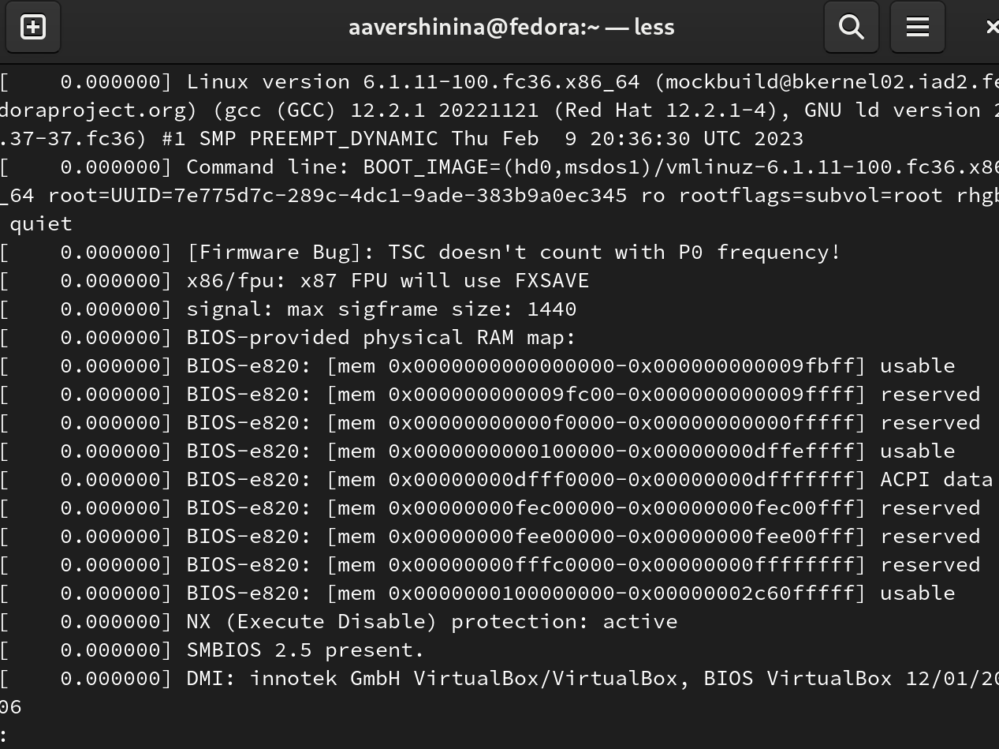 aavershinina@fedora:~ — less
[    0.000000] Linux version 6.1.11-100.fc36.x86_64 (mockbuild@bkernel02.iad2.fe
doraproject.org) (gcc (GCC) 12.2.1 20221121 (Red Hat 12.2.1-4), GNU ld version 2
.37-37.fc36) #1 SMP PREEMPT_DYNAMIC Thu Feb  9 20:36:30 UTC 2023
[    0.000000] Command line: BOOT_IMAGE=(hd0,msdos1)/vmlinuz-6.1.11-100.fc36.x86
_64 root=UUID=7e775d7c-289c-4dc1-9ade-383b9a0ec345 ro rootflags=subvol=root rhgb
 quiet
[    0.000000] [Firmware Bug]: TSC doesn't count with P0 frequency!
[    0.000000] x86/fpu: x87 FPU will use FXSAVE
[    0.000000] signal: max sigframe size: 1440
[    0.000000] BIOS-provided physical RAM map:
[    0.000000] BIOS-e820: [mem 0x0000000000000000-0x000000000009fbff] usable
[    0.000000] BIOS-e820: [mem 0x000000000009fc00-0x000000000009ffff] reserved
[    0.000000] BIOS-e820: [mem 0x00000000000f0000-0x00000000000fffff] reserved
[    0.000000] BIOS-e820: [mem 0x0000000000100000-0x00000000dffeffff] usable
[    0.000000] BIOS-e820: [mem 0x00000000dfff0000-0x00000000dfffffff] ACPI data
[    0.000000] BIOS-e820: [mem 0x00000000fec00000-0x00000000fec00fff] reserved
[    0.000000] BIOS-e820: [mem 0x00000000fee00000-0x00000000fee00fff] reserved
[    0.000000] BIOS-e820: [mem 0x00000000fffc0000-0x00000000ffffffff] reserved
[    0.000000] BIOS-e820: [mem 0x0000000100000000-0x00000002c60fffff] usable
[    0.000000] NX (Execute Disable) protection: active
[    0.000000] SMBIOS 2.5 present.
[    0.000000] DMI: innotek GmbH VirtualBox/VirtualBox, BIOS VirtualBox 12/01/20
06
: